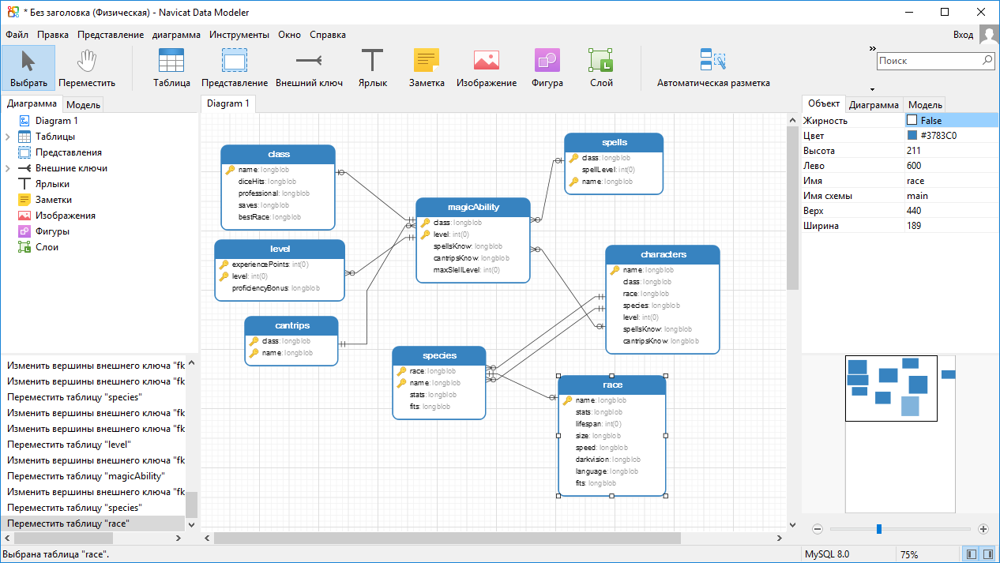 * Без заголовка (Физическая) - Navicat Data Modeler
Файл Правка Представление диаграмма Инструменты Окно Справка Вход
Выбрать Переместить Таблица Представление Внешний ключ Ярлык Заметка Изображение Фигура Слой Автоматическая разметка
»
Поиск
Диаграмма Модель
Diagram 1
Таблицы
Представления
Внешние ключи
Ярлыки
Заметки
Изображения
Фигуры
Слои
Изменить вершины внешнего ключа "fk
Изменить вершины внешнего ключа "fk
Переместить таблицу "species"
Изменить вершины внешнего ключа "fk
Изменить вершины внешнего ключа "fk
Переместить таблицу "level"
Изменить вершины внешнего ключа "fk
Переместить таблицу "magicAbility"
Изменить вершины внешнего ключа "fk
Переместить таблицу "species"
Переместить таблицу "race"
Diagram 1
class
name: longblob
diceHits: longblob
professional: longblob
saves: longblob
bestRace: longblob
level
experiencePoints: int(0)
level: int(0)
proficiencyBonus: longblob
cantrips
class: longblob
name: longblob
magicAbility
class: longblob
level: int(0)
spellsKnow: longblob
cantripsKnow: longblob
maxSlellLevel: int(0)
species
race: longblob
name: longblob
stats: longblob
fits: longblob
spells
class: longblob
spellLevel: int(0)
name: longblob
characters
name: longblob
class: longblob
race: longblob
species: longblob
level: int(0)
spellsKnow: longblob
cantripsKnow: longblob
race
name: longblob
stats: longblob
lifespan: int(0)
size: longblob
speed: longblob
darkvision: longblob
language: longblob
fits: longblob
Объект Диаграмма Модель
Жирность False
Цвет #3783C0
Высота 211
Лево 600
Имя race
Имя схемы main
Верх 440
Ширина 189
Выбрана таблица "race". MySQL 8.0 75%